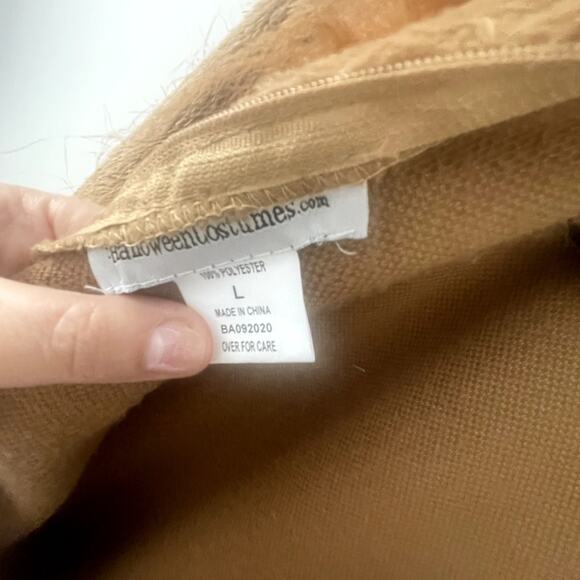 HalloweenCostumes.com
100% POLYESTER
L
MADE IN CHINA
BA092020
OVER FOR CARE